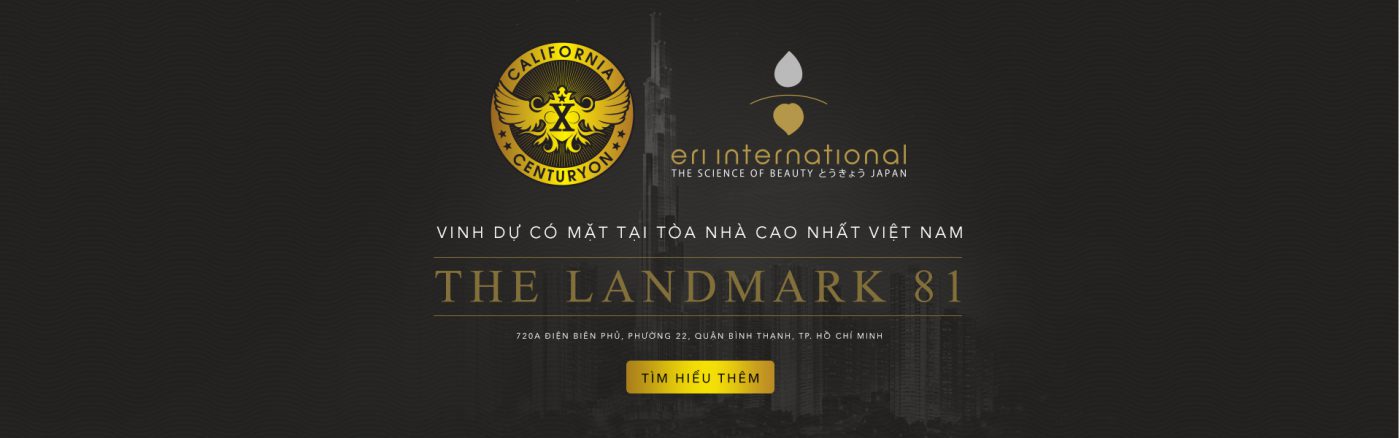 CALIFORNIA
X
CENTURYON
eri international
THE SCIENCE OF BEAUTY とうきょう JAPAN
VINH DỰ CÓ MẶT TẠI TÒA NHÀ CAO NHẤT VIỆT NAM
THE LANDMARK 81
720A ĐIỆN BIÊN PHỦ, PHƯỜNG 22, QUẬN BÌNH THẠNH, TP. HỒ CHÍ MINH
TÌM HIỂU THÊM